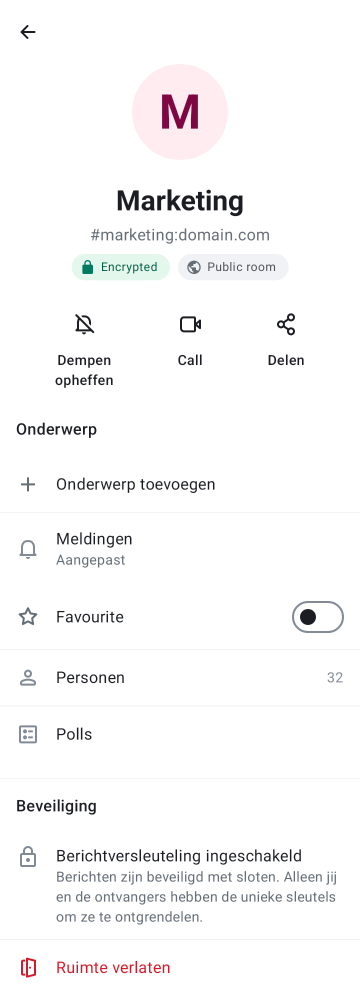 M
Marketing
#marketing:domain.com
Encrypted
Public room
Dempen
opheffen
Call
Delen
Onderwerp
Onderwerp toevoegen
Meldingen
Aangepast
Favourite
Personen
32
Polls
Beveiliging
Berichtversleuteling ingeschakeld
Berichten zijn beveiligd met sloten. Alleen jij
en de ontvangers hebben de unieke sleutels
om ze te ontgrendelen.
Ruimte verlaten